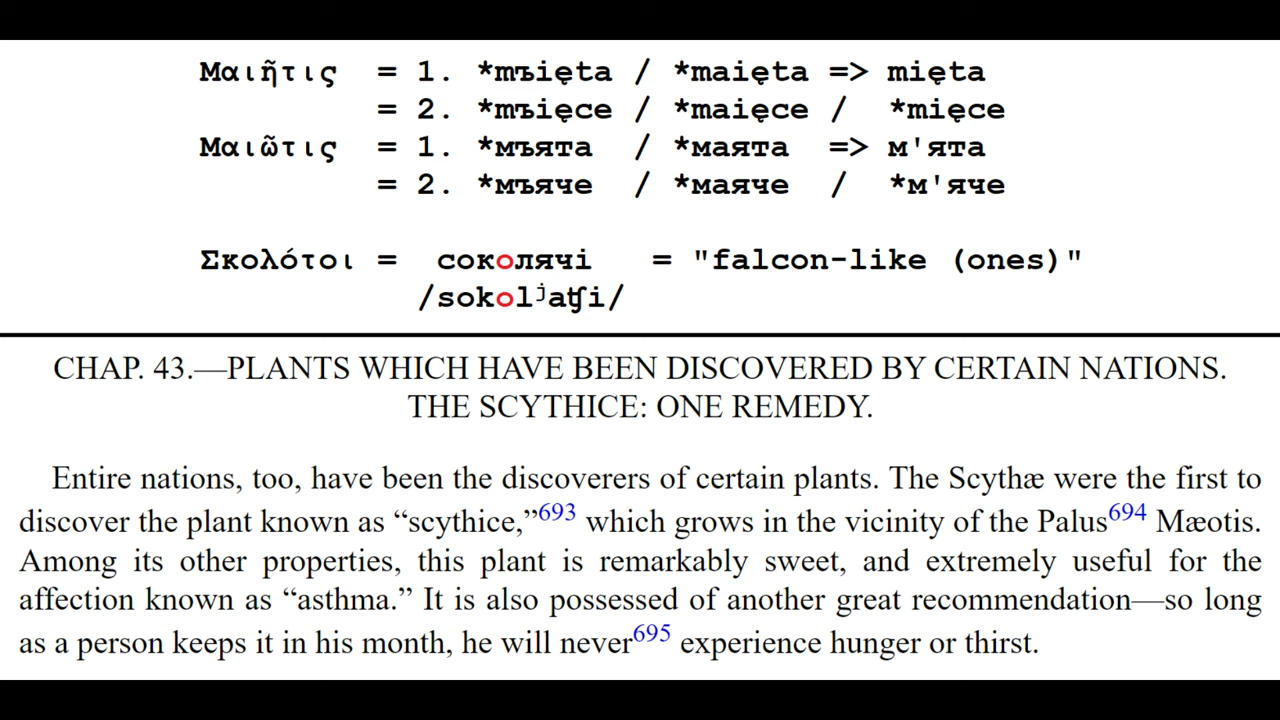 Μαιῆτις = 1. *mъięta / *maięta => mięta
= 2. *mъięce / *maięce / *mięce
Μαιῶτις = 1. *мъята / *маята => м'ята
= 2. *мъяче / *маяче / *м'яче
Σκολότοι = соколячі = "falcon-like (ones)"
/sokolʲaʧi/
CHAP. 43.—PLANTS WHICH HAVE BEEN DISCOVERED BY CERTAIN NATIONS.
THE SCYTHICE: ONE REMEDY.
Entire nations, too, have been the discoverers of certain plants. The Scythæ were the first to
discover the plant known as “scythice,”693 which grows in the vicinity of the Palus694 Mæotis.
Among its other properties, this plant is remarkably sweet, and extremely useful for the
affection known as “asthma.” It is also possessed of another great recommendation—so long
as a person keeps it in his month, he will never695 experience hunger or thirst.